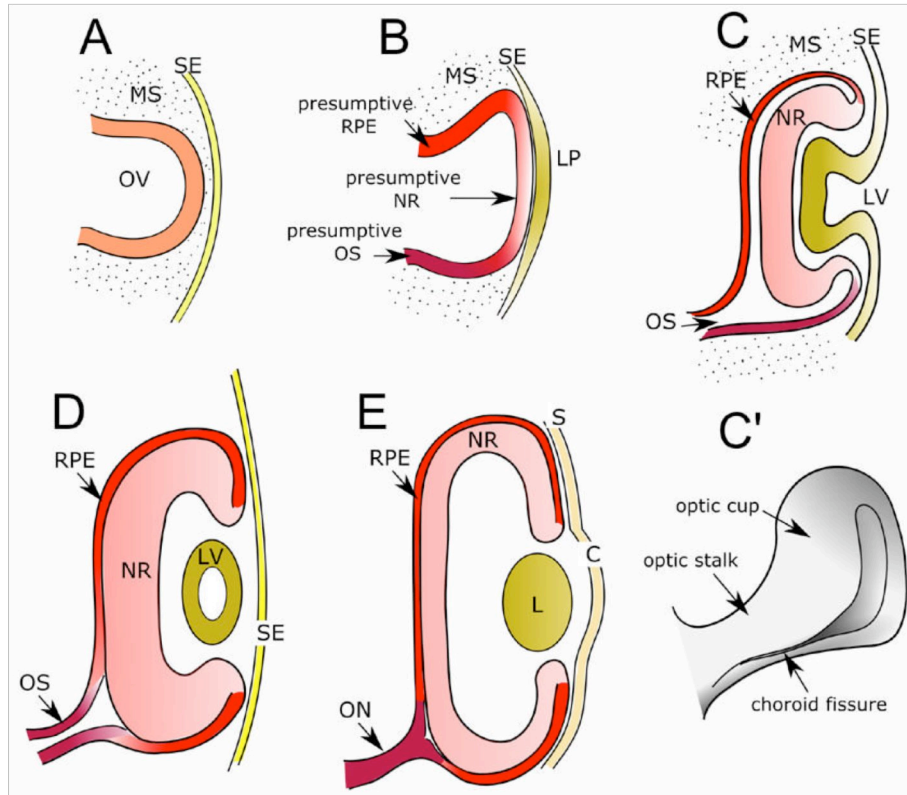 A
SE
MS
OV
B
SE
MS
presumptive
RPE
LP
presumptive
NR
presumptive
OS
C
MS
SE
RPE
NR
LV
OS
D
RPE
NR
LV
SE
OS
E
S
NR
RPE
C
L
ON
C'
optic cup
optic stalk
choroid fissure